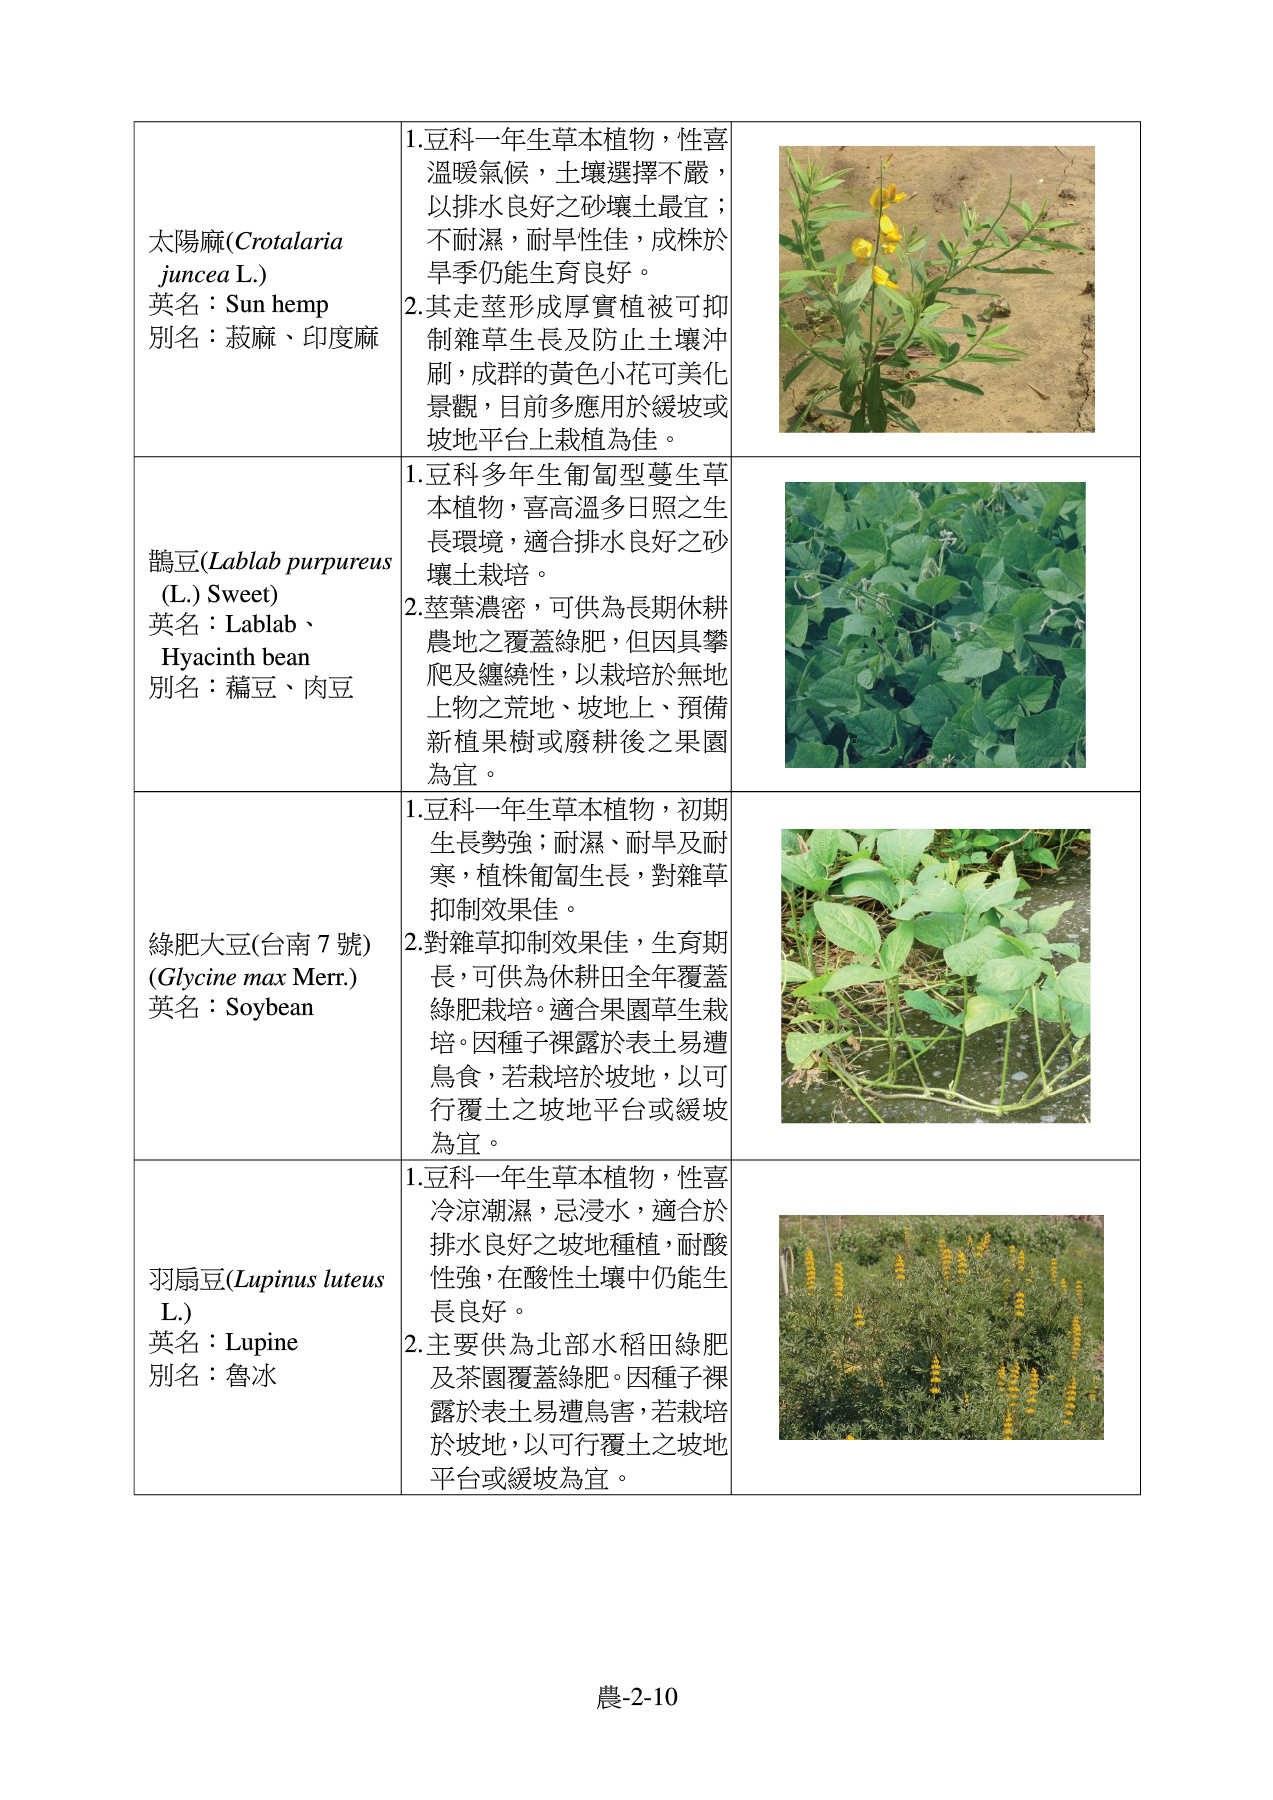 太陽麻(Crotalaria
juncea L.)
英名：Sun hemp
別名：菽麻、印度麻
1.豆科一年生草本植物，性喜
溫暖氣候，土壤選擇不嚴，
以排水良好之砂壤土最宜；
不耐濕，耐旱性佳，成株於
旱季仍能生育良好。
2.其走莖形成厚實植被可抑
制雜草生長及防止土壤沖
刷，成群的黃色小花可美化
景觀，目前多應用於緩坡或
坡地平台上栽植為佳。
鵲豆(Lablab purpureus
(L.) Sweet)
英名：Lablab、
Hyacinth bean
別名：藊豆、肉豆
1.豆科多年生匍匐型蔓生草
本植物，喜高溫多日照之生
長環境，適合排水良好之砂
壤土栽培。
2.莖葉濃密，可供為長期休耕
農地之覆蓋綠肥，但因具攀
爬及纏繞性，以栽培於無地
上物之荒地、坡地上、預備
新植果樹或廢耕後之果園
為宜。
綠肥大豆(台南 7 號)
(Glycine max Merr.)
英名：Soybean
1.豆科一年生草本植物，初期
生長勢強；耐濕、耐旱及耐
寒，植株匍匐生長，對雜草
抑制效果佳。
2.對雜草抑制效果佳，生育期
長，可供為休耕田全年覆蓋
綠肥栽培。適合果園草生栽
培。因種子裸露於表土易遭
鳥食，若栽培於坡地，以可
行覆土之坡地平台或緩坡
為宜。
羽扇豆(Lupinus luteus
L.)
英名：Lupine
別名：魯冰
1.豆科一年生草本植物，性喜
冷涼潮濕，忌浸水，適合於
排水良好之坡地種植，耐酸
性強，在酸性土壤中仍能生
長良好。
2.主要供為北部水稻田綠肥
及茶園覆蓋綠肥。因種子裸
露於表土易遭鳥害，若栽培
於坡地，以可行覆土之坡地
平台或緩坡為宜。
農-2-10